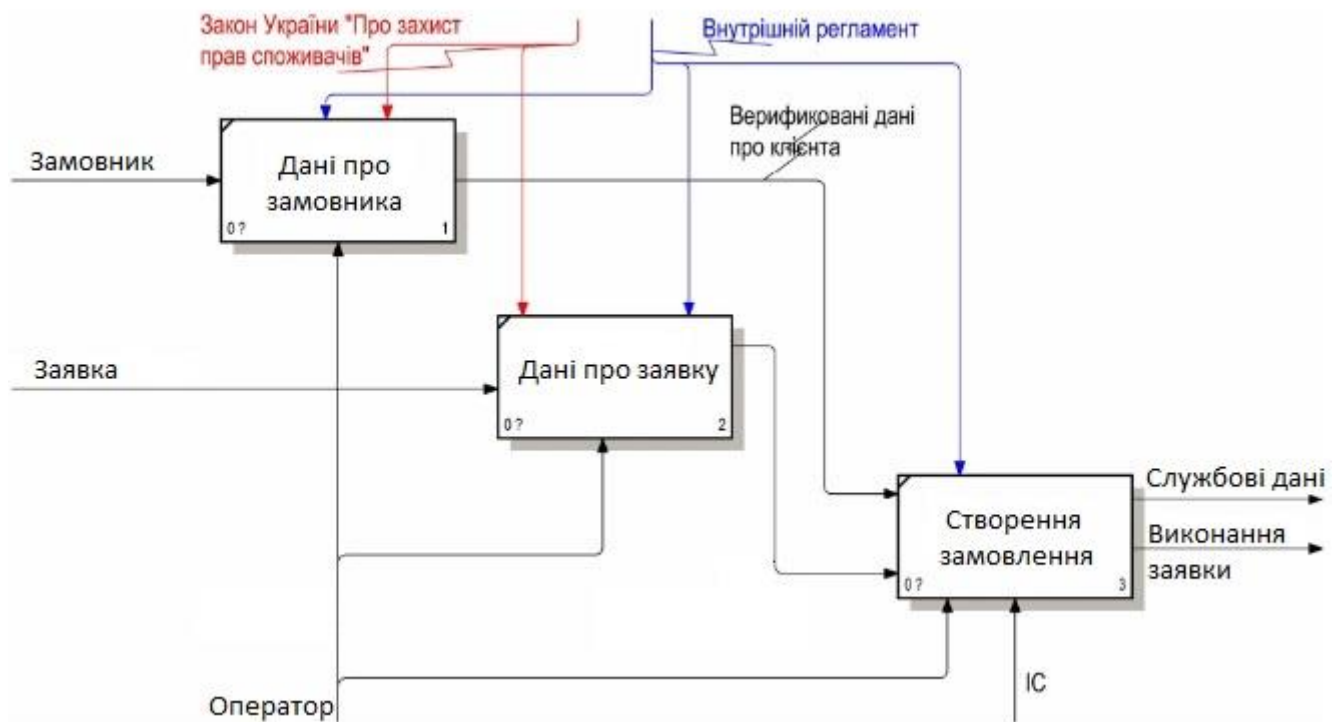 Закон України "Про захист
прав споживачів"
Внутрішній регламент
Верификовані дані
про клієнта
Замовник
Дані про
замовника
0 ?
1
Заявка
Дані про заявку
0 ?
2
Створення
замовлення
0 ?
3
Службові дані
Виконання
заявки
Оператор
ІС